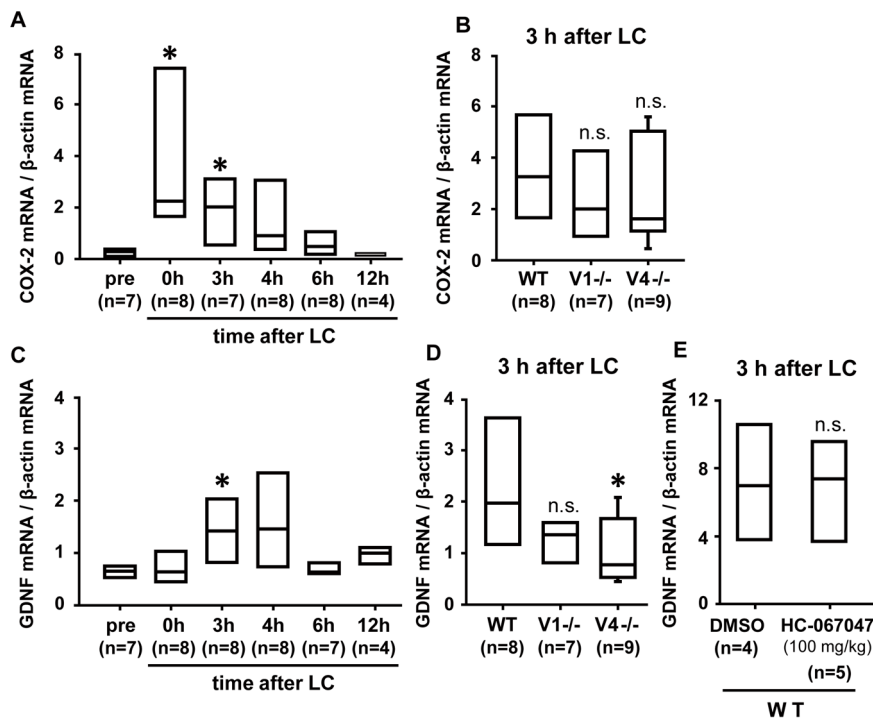 A
COX-2 mRNA / β-actin mRNA
8
6
4
2
0
*
*
pre
0h
3h
4h
6h
12h
(n=7)
(n=8)
(n=7)
(n=8)
(n=8)
(n=4)
time after LC
B
3 h after LC
COX-2 mRNA / β-actin mRNA
8
6
4
2
0
n.s.
n.s.
WT
V1-/-
V4-/-
(n=8)
(n=7)
(n=9)
C
GDNF mRNA / β-actin mRNA
4
3
2
1
0
*
pre
0h
3h
4h
6h
12h
(n=7)
(n=8)
(n=8)
(n=8)
(n=7)
(n=4)
time after LC
D
3 h after LC
GDNF mRNA / β-actin mRNA
4
3
2
1
0
n.s.
*
WT
V1-/-
V4-/-
(n=8)
(n=7)
(n=9)
E
3 h after LC
GDNF mRNA / β-actin mRNA
12
8
4
0
n.s.
DMSO
HC-067047
(n=4)
(100 mg/kg)
(n=5)
W T